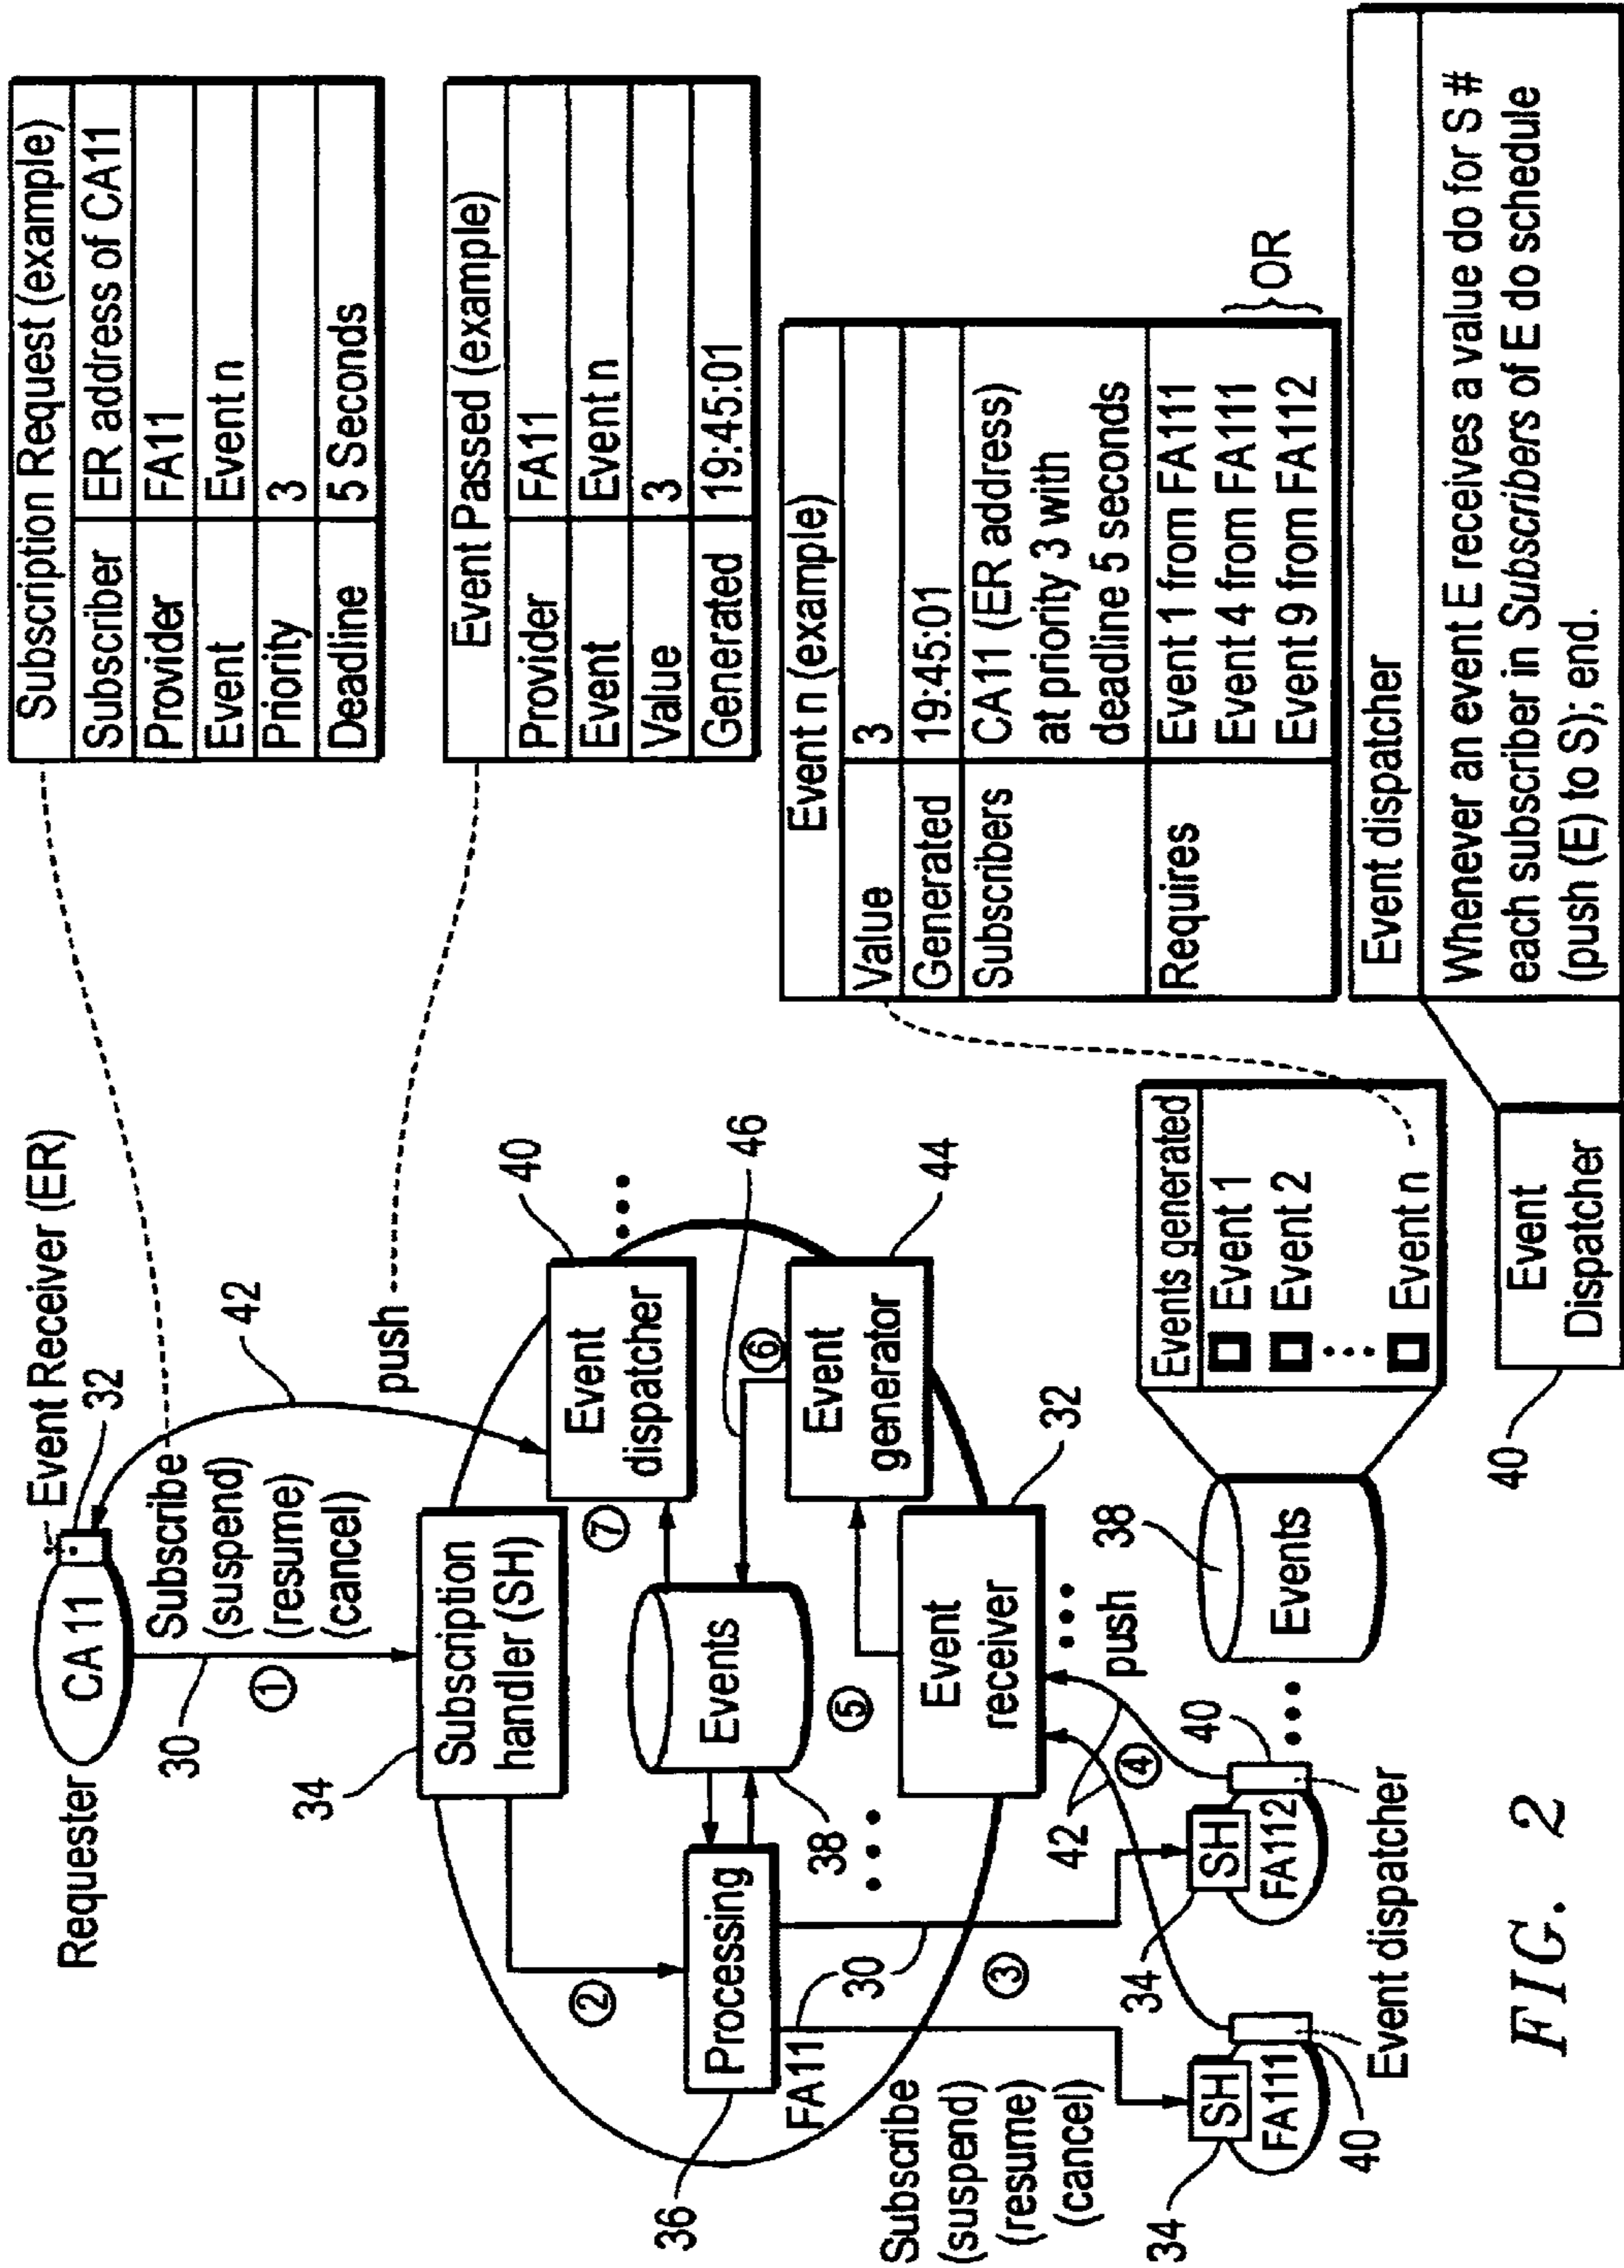 Requester
CA 11
Event Receiver (ER)
32
30
①
Subscribe
(suspend)
(resume)
(cancel)
42
push
34
Subscription
handler (SH)
②
⑦
Event
dispatcher
40
• • •
36
Processing
FA11
Events
38
46
⑥
⑤
Event
generator
44
Event
receiver
32
• • •
• • •
30
③
Subscribe
(suspend)
(resume)
(cancel)
42
④
push
34
SH
FA111
40
34
SH
FA112
40
• • •
Event dispatcher
38
Events
Events generated
Event 1
Event 2
Event n
40
Event
Dispatcher
Subscription Request (example)
Subscriber ER address of CA11
Provider FA11
Event Event n
Priority 3
Deadline 5 Seconds
Event Passed (example)
Provider FA11
Event Event n
Value 3
Generated 19:45:01
Event n (example)
Value 3
Generated 19:45:01
Subscribers CA11 (ER address)
at priority 3 with
deadline 5 seconds
Requires Event 1 from FA111
Event 4 from FA111
Event 9 from FA112
OR
Event dispatcher
Whenever an event E receives a value do for S #
each subscriber in Subscribers of E do schedule
(push (E) to S); end.
FIG. 2